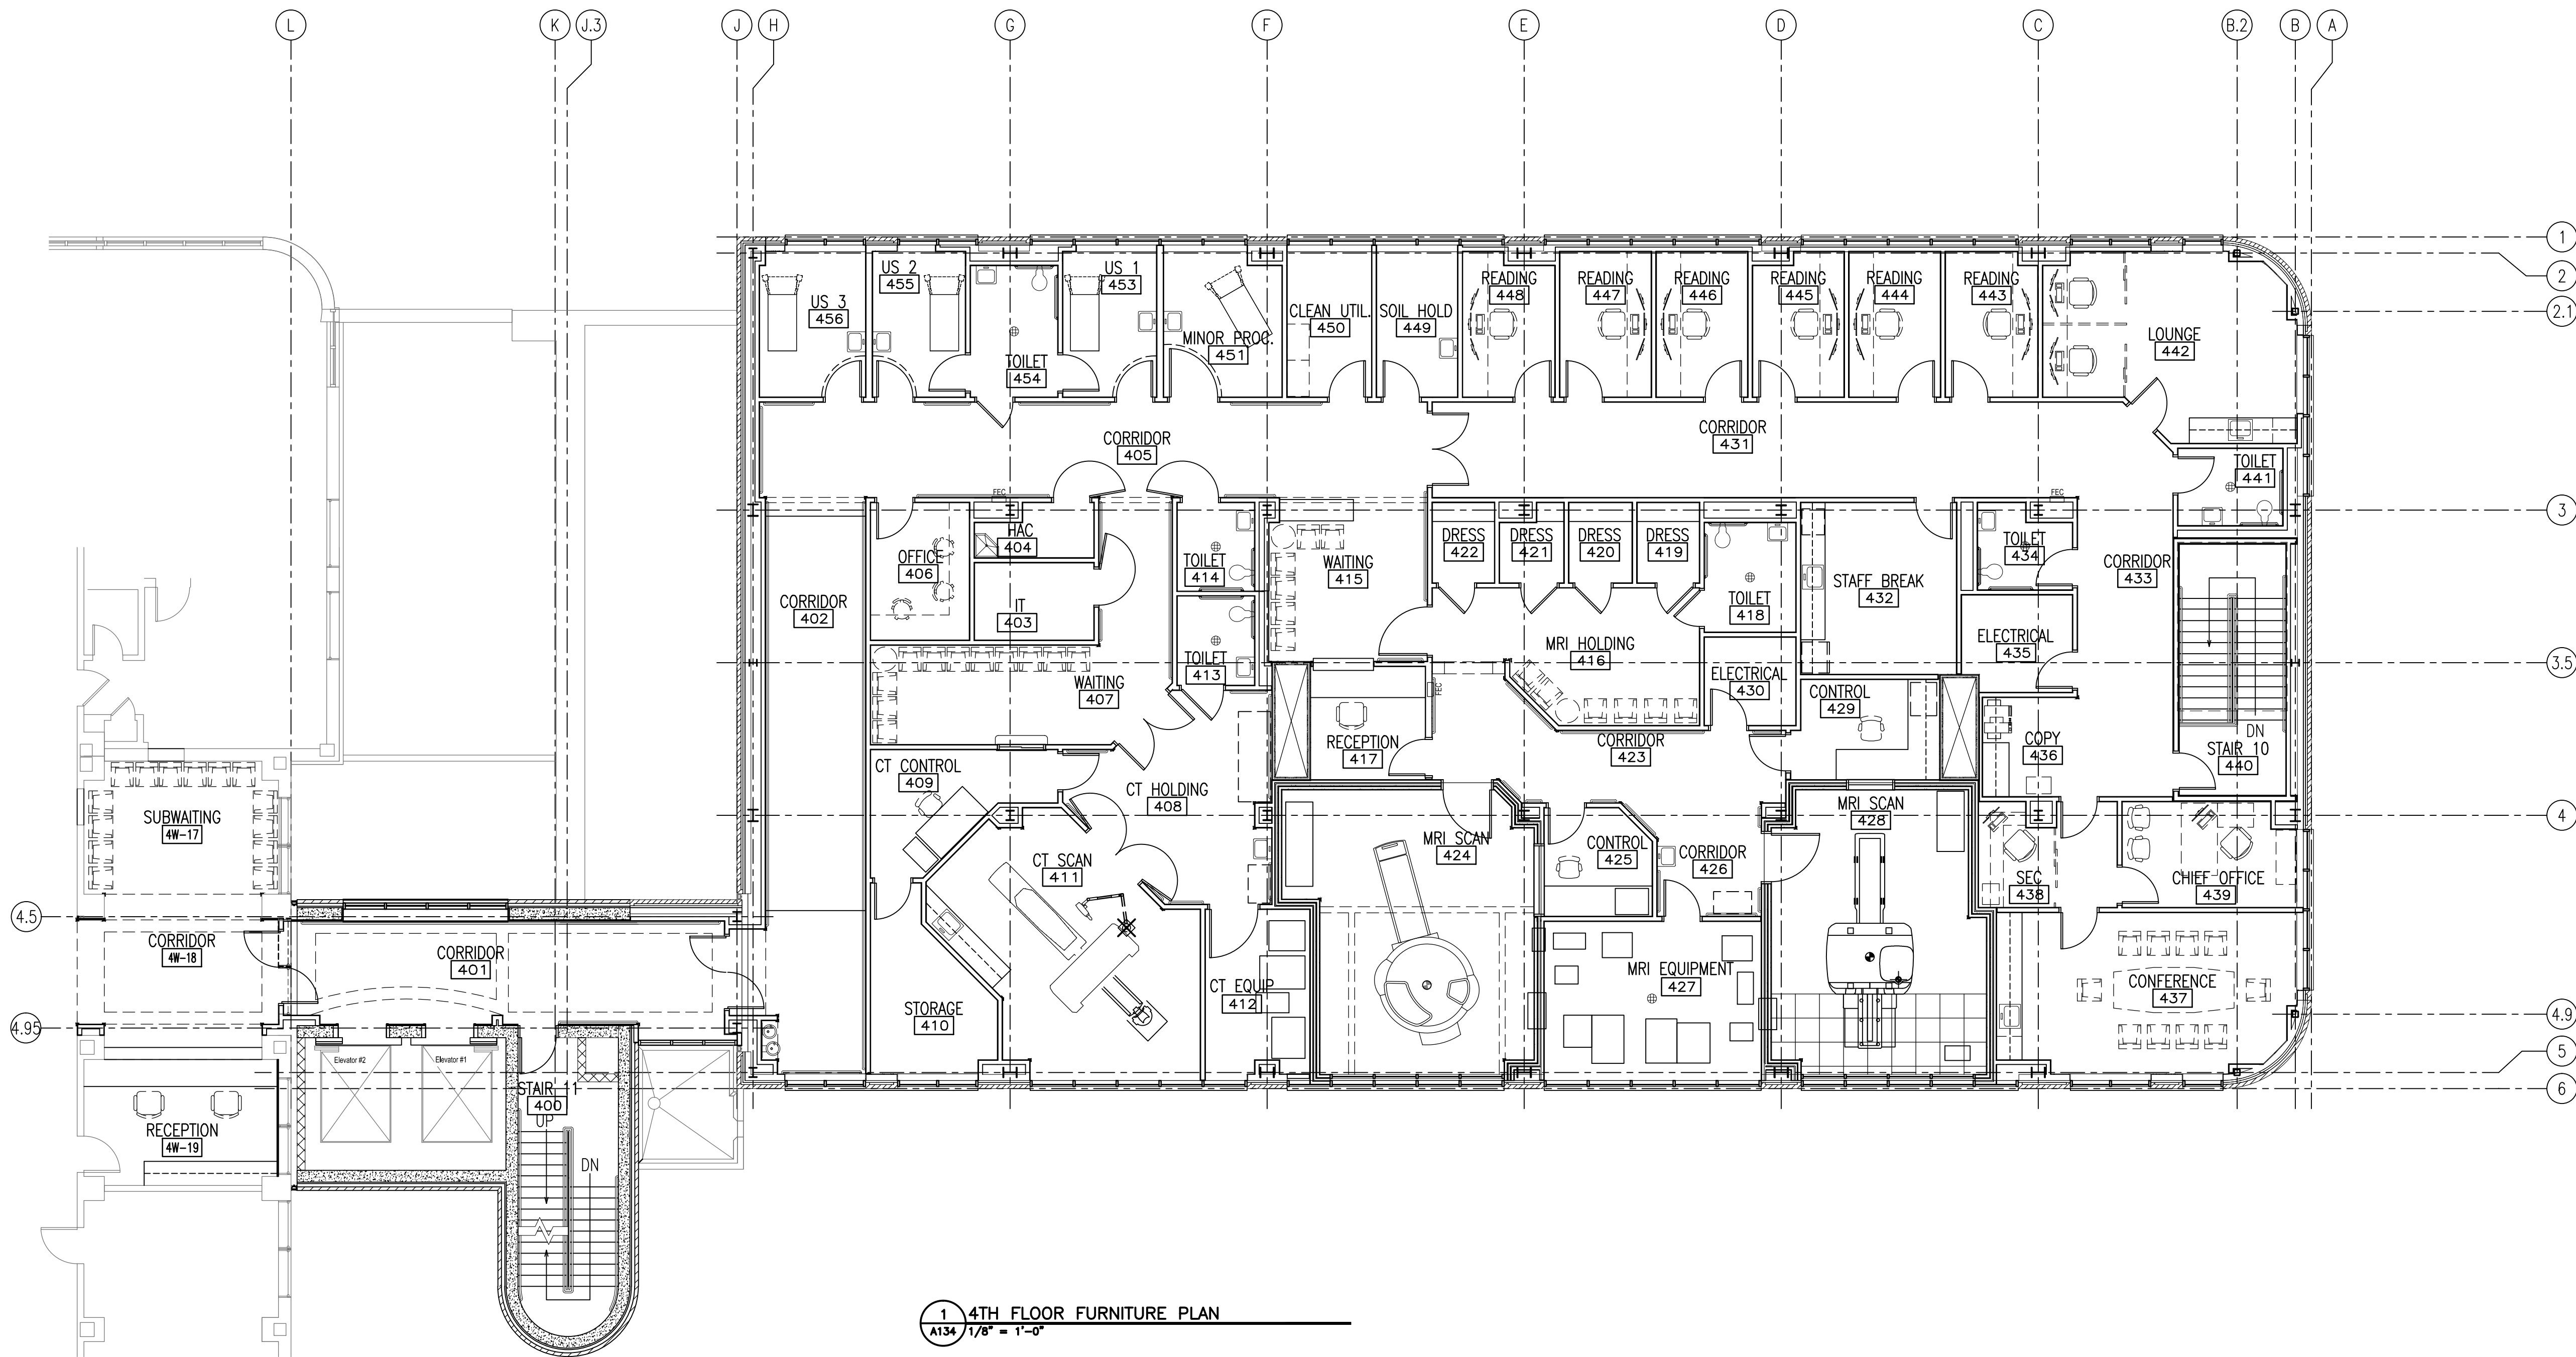 L
K
J.3
J
H
G
F
E
D
C
B.2
B
A
1
2
2.1
US 3
456
US 2
455
TOILET
454
US 1
453
MINOR PROC.
451
CLEAN UTIL.
450
SOIL HOLD
449
READING
448
READING
447
READING
446
READING
445
READING
444
READING
443
LOUNGE
442
CORRIDOR
405
CORRIDOR
431
TOILET
441
FEC
FEC
3
OFFICE
406
HAC
404
IT
403
TOILET
414
TOILET
413
WAITING
415
DRESS
422
DRESS
421
DRESS
420
DRESS
419
TOILET
418
STAFF BREAK
432
TOILET
434
CORRIDOR
433
ELECTRICAL
435
CORRIDOR
402
MRI HOLDING
416
3.5
WAITING
407
FEC
ELECTRICAL
430
CONTROL
429
RECEPTION
417
CORRIDOR
423
COPY
436
DN
STAIR 10
440
CT CONTROL
409
CT HOLDING
408
SUBWAITING
4W-17
MRI SCAN
428
4
CT SCAN
411
MRI SCAN
424
CONTROL
425
CORRIDOR
426
SEC
438
CHIEF OFFICE
439
4.5
CORRIDOR
4W-18
CORRIDOR
401
STORAGE
410
CT EQUIP
412
MRI EQUIPMENT
427
CONFERENCE
437
4.95
4.9
Elevator #2
Elevator #1
STAIR 11
400
UP
DN
5
6
RECEPTION
4W-19
1
A134
4TH FLOOR FURNITURE PLAN
1/8" = 1'-0"